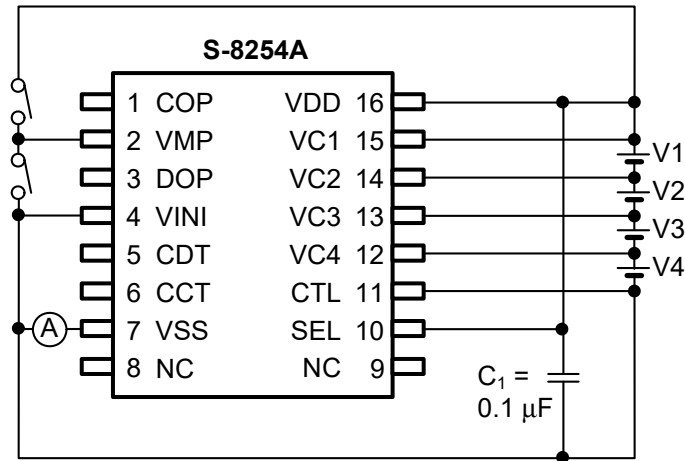 S-8254A
1 COP VDD 16
2 VMP VC1 15
3 DOP VC2 14
4 VINI VC3 13
5 CDT VC4 12
6 CCT CTL 11
7 VSS SEL 10
8 NC NC 9
V1
V2
V3
V4
A
C₁ =
0.1 μF